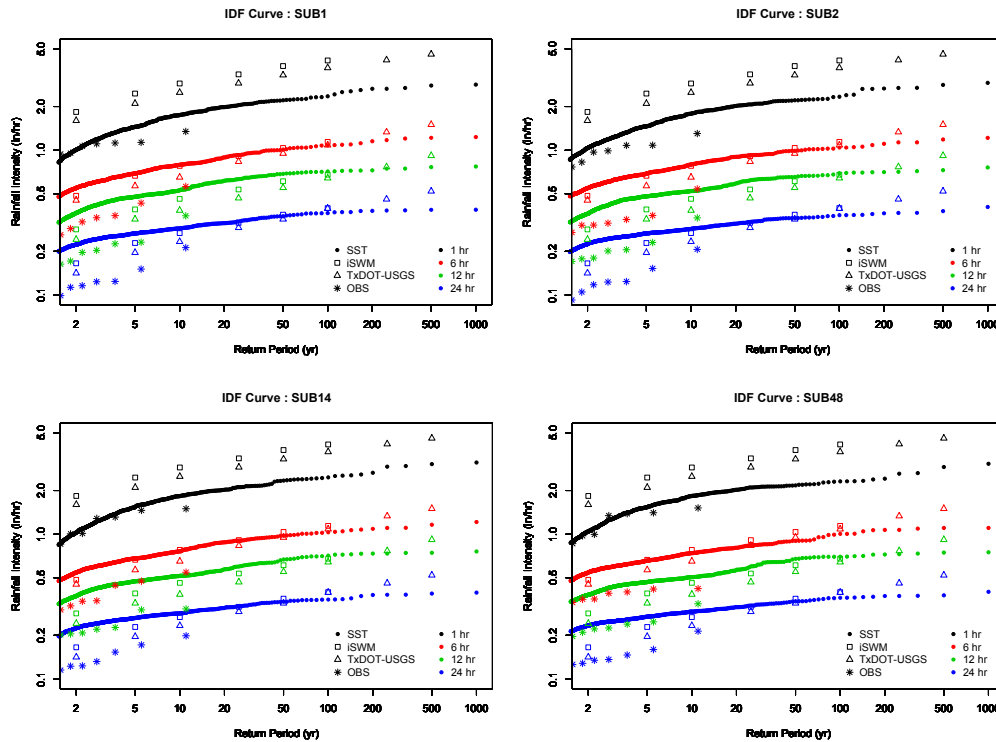 IDF Curve : SUB1
Rainfall Intensity (in/hr)
5.0
2.0
1.0
0.5
0.2
0.1
SST
iSWM
TxDOT-USGS
OBS
1 hr
6 hr
12 hr
24 hr
2 5 10 20 50 100 200 500 1000
Return Period (yr)
IDF Curve : SUB2
Rainfall Intensity (in/hr)
5.0
2.0
1.0
0.5
0.2
0.1
SST
iSWM
TxDOT-USGS
OBS
1 hr
6 hr
12 hr
24 hr
2 5 10 20 50 100 200 500 1000
Return Period (yr)
IDF Curve : SUB14
Rainfall Intensity (in/hr)
5.0
2.0
1.0
0.5
0.2
0.1
SST
iSWM
TxDOT-USGS
OBS
1 hr
6 hr
12 hr
24 hr
2 5 10 20 50 100 200 500 1000
Return Period (yr)
IDF Curve : SUB48
Rainfall Intensity (in/hr)
5.0
2.0
1.0
0.5
0.2
0.1
SST
iSWM
TxDOT-USGS
OBS
1 hr
6 hr
12 hr
24 hr
2 5 10 20 50 100 200 500 1000
Return Period (yr)